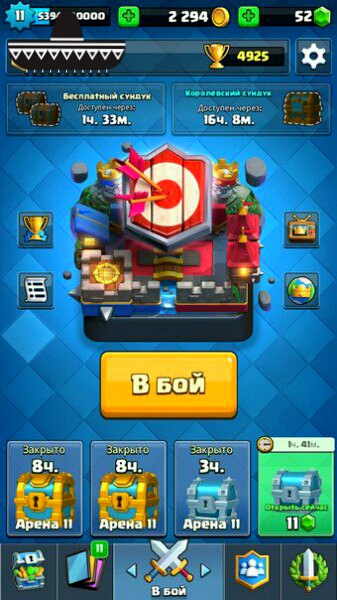 11
2 294
52
4925
Бесплатный сундук
Доступен через:
1ч. 33м.
Королевский сундук
Доступен через:
16ч. 8м.
В бой
Закрыто
8ч.
Арена 11
Закрыто
8ч.
Арена 11
Закрыто
3ч.
Арена 11
1ч. 41м.
Открыть сейчас
11
11
В бой